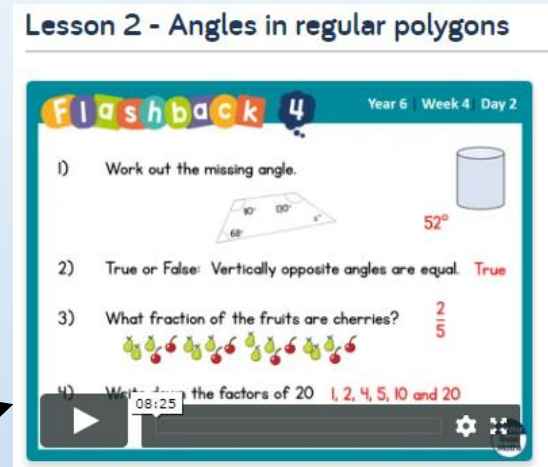 Lesson 2 - Angles in regular polygons
Flashback 4
Year 6 Week 4 Day 2
1) Work out the missing angle.
130°
68°
52°
2) True or False: Vertically opposite angles are equal. True
3) What fraction of the fruits are cherries? 2/5
4) the factors of 20 1, 2, 4, 5, 10 and 20
08:25
Maths